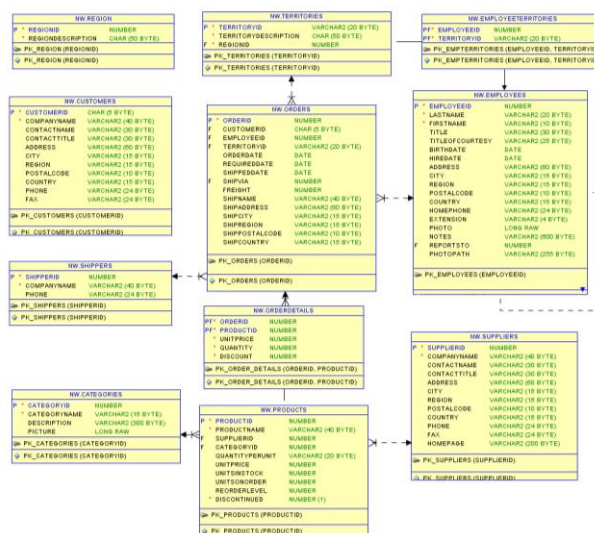 NW.REGION
P * REGIONID NUMBER
* REGIONDESCRIPTION CHAR (50 BYTE)
PK_REGION (REGIONID)
PK_REGION (REGIONID)
NW.TERRITORIES
P * TERRITORYID VARCHAR2 (20 BYTE)
* TERRITORYDESCRIPTION CHAR (50 BYTE)
F * REGIONID NUMBER
PK_TERRITORIES (TERRITORYID)
PK_TERRITORIES (TERRITORYID)
NW.EMPLOYEETERRITORIES
PF* EMPLOYEEID NUMBER
PF* TERRITORYID VARCHAR2 (20 BYTE)
PK_EMPTERRITORIES (EMPLOYEEID, TERRITORYID
PK_EMPTERRITORIES (EMPLOYEEID, TERRITORYID
NW.CUSTOMERS
P * CUSTOMERID CHAR (5 BYTE)
* COMPANYNAME VARCHAR2 (40 BYTE)
CONTACTNAME VARCHAR2 (30 BYTE)
CONTACTTITLE VARCHAR2 (30 BYTE)
ADDRESS VARCHAR2 (60 BYTE)
CITY VARCHAR2 (15 BYTE)
REGION VARCHAR2 (15 BYTE)
POSTALCODE VARCHAR2 (10 BYTE)
COUNTRY VARCHAR2 (15 BYTE)
PHONE VARCHAR2 (24 BYTE)
FAX VARCHAR2 (24 BYTE)
PK_CUSTOMERS (CUSTOMERID)
PK_CUSTOMERS (CUSTOMERID)
NW.ORDERS
P * ORDERID NUMBER
F CUSTOMERID CHAR (5 BYTE)
F EMPLOYEEID NUMBER
F TERRITORYID VARCHAR2 (20 BYTE)
ORDERDATE DATE
REQUIREDDATE DATE
SHIPPEDDATE DATE
F SHIPVIA NUMBER
FREIGHT NUMBER
SHIPNAME VARCHAR2 (40 BYTE)
SHIPADDRESS VARCHAR2 (60 BYTE)
SHIPCITY VARCHAR2 (15 BYTE)
SHIPREGION VARCHAR2 (15 BYTE)
SHIPPOSTALCODE VARCHAR2 (10 BYTE)
SHIPCOUNTRY VARCHAR2 (15 BYTE)
PK_ORDERS (ORDERID)
PK_ORDERS (ORDERID)
NW.EMPLOYEES
P * EMPLOYEEID NUMBER
* LASTNAME VARCHAR2 (20 BYTE)
* FIRSTNAME VARCHAR2 (10 BYTE)
TITLE VARCHAR2 (30 BYTE)
TITLEOFCOURTESY VARCHAR2 (25 BYTE)
BIRTHDATE DATE
HIREDATE DATE
ADDRESS VARCHAR2 (60 BYTE)
CITY VARCHAR2 (15 BYTE)
REGION VARCHAR2 (15 BYTE)
POSTALCODE VARCHAR2 (10 BYTE)
COUNTRY VARCHAR2 (15 BYTE)
HOMEPHONE VARCHAR2 (24 BYTE)
EXTENSION VARCHAR2 (4 BYTE)
PHOTO LONG RAW
NOTES VARCHAR2 (600 BYTE)
F REPORTSTO NUMBER
PHOTOPATH VARCHAR2 (255 BYTE)
PK_EMPLOYEES (EMPLOYEEID)
NW.SHIPPERS
P * SHIPPERID NUMBER
* COMPANYNAME VARCHAR2 (40 BYTE)
PHONE VARCHAR2 (24 BYTE)
PK_SHIPPERS (SHIPPERID)
PK_SHIPPERS (SHIPPERID)
NW.ORDERDETAILS
PF* ORDERID NUMBER
PF* PRODUCTID NUMBER
* UNITPRICE NUMBER
* QUANTITY NUMBER
* DISCOUNT NUMBER
PK_ORDER_DETAILS (ORDERID, PRODUCTID)
PK_ORDER_DETAILS (ORDERID, PRODUCTID)
NW.SUPPLIERS
P * SUPPLIERID NUMBER
* COMPANYNAME VARCHAR2 (40 BYTE)
CONTACTNAME VARCHAR2 (30 BYTE)
CONTACTTITLE VARCHAR2 (30 BYTE)
ADDRESS VARCHAR2 (60 BYTE)
CITY VARCHAR2 (15 BYTE)
REGION VARCHAR2 (15 BYTE)
POSTALCODE VARCHAR2 (10 BYTE)
COUNTRY VARCHAR2 (15 BYTE)
PHONE VARCHAR2 (24 BYTE)
FAX VARCHAR2 (24 BYTE)
HOMEPAGE VARCHAR2 (200 BYTE)
PK_SUPPLIERS (SUPPLIERID)
PK_SUPPLIERS (SUPPLIERID)
NW.CATEGORIES
P * CATEGORYID NUMBER
* CATEGORYNAME VARCHAR2 (15 BYTE)
DESCRIPTION VARCHAR2 (300 BYTE)
PICTURE LONG RAW
PK_CATEGORIES (CATEGORYID)
PK_CATEGORIES (CATEGORYID)
NW.PRODUCTS
P * PRODUCTID NUMBER
* PRODUCTNAME VARCHAR2 (40 BYTE)
F SUPPLIERID NUMBER
F CATEGORYID NUMBER
QUANTITYPERUNIT VARCHAR2 (20 BYTE)
UNITPRICE NUMBER
UNITSINSTOCK NUMBER
UNITSONORDER NUMBER
REORDERLEVEL NUMBER
* DISCONTINUED NUMBER (1)
PK_PRODUCTS (PRODUCTID)
PK_PRODUCTS (PRODUCTID)